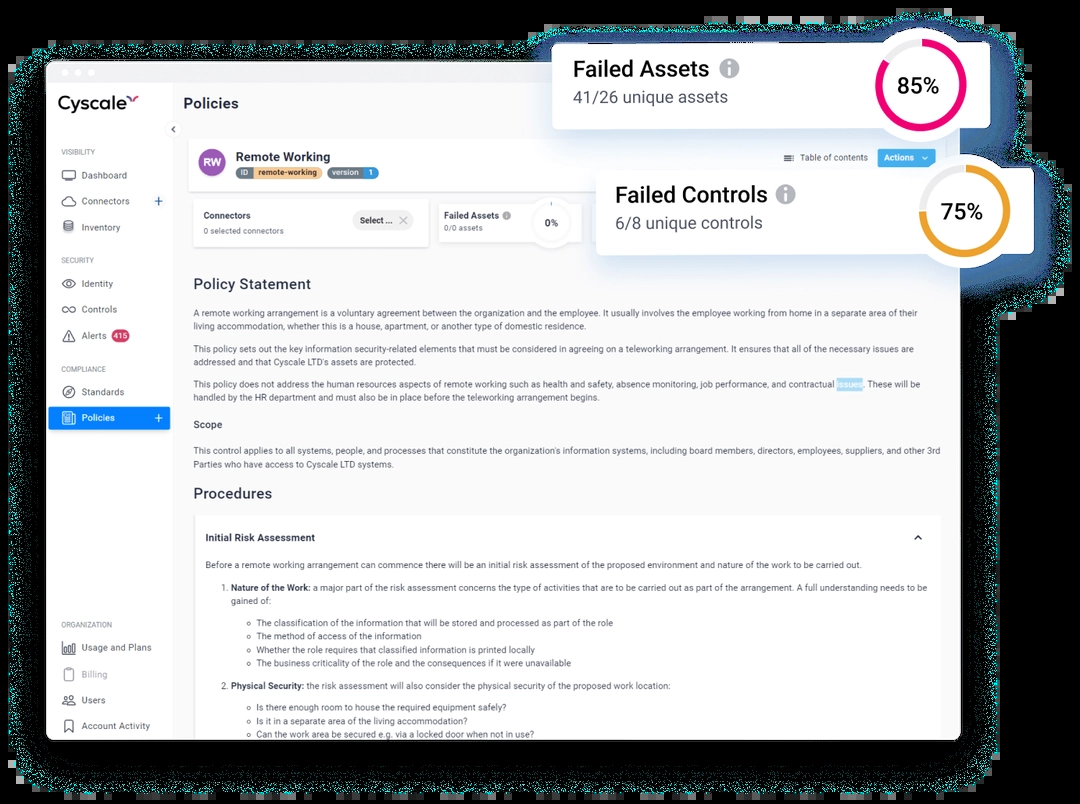 Failed Assets
41/26 unique assets
85%
Failed Controls
6/8 unique controls
75%
Cyscale
VISIBILITY
Dashboard
Connectors +
Inventory
SECURITY
Identity
Controls
Alerts 415
COMPLIANCE
Standards
Policies +
ORGANIZATION
Usage and Plans
Billing
Users
Account Activity
Policies
RW
Remote Working
ID remote-working version 1
Table of contents
Actions
Connectors
0 selected connectors
Select ...
Failed Assets
0/0 assets
0%
Policy Statement
A remote working arrangement is a voluntary agreement between the organization and the employee. It usually involves the employee working from home in a separate area of their
living accommodation, whether this is a house, apartment, or another type of domestic residence.
This policy sets out the key information security-related elements that must be considered in agreeing on a teleworking arrangement. It ensures that all of the necessary issues are
addressed and that Cyscale LTD's assets are protected.
This policy does not address the human resources aspects of remote working such as health and safety, absence monitoring, job performance, and contractual issues. These will be
handled by the HR department and must also be in place before the teleworking arrangement begins.
Scope
This control applies to all systems, people, and processes that constitute the organization's information systems, including board members, directors, employees, suppliers, and other 3rd
Parties who have access to Cyscale LTD systems.
Procedures
Initial Risk Assessment
Before a remote working arrangement can commence there will be an initial risk assessment of the proposed environment and nature of the work to be carried out.
1. Nature of the Work: a major part of the risk assessment concerns the type of activities that are to be carried out as part of the arrangement. A full understanding needs to be
gained of:
The classification of the information that will be stored and processed as part of the role
The method of access of the information
Whether the role requires that classified information is printed locally
The business criticality of the role and the consequences if it were unavailable
2. Physical Security: the risk assessment will also consider the physical security of the proposed work location:
Is there enough room to house the required equipment safely?
Is it in a separate area of the living accommodation?
Can the work area be secured e.g. via a locked door when not in use?